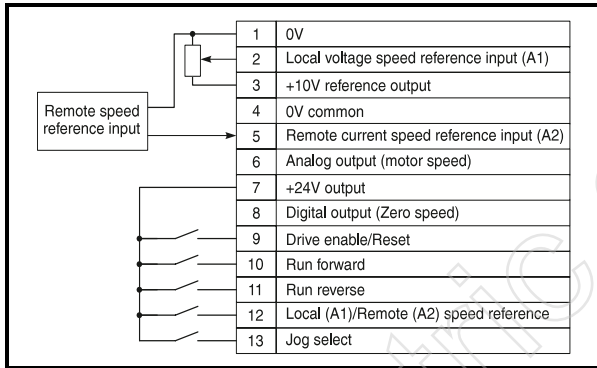 1 0V
2 Local voltage speed reference input (A1)
3 +10V reference output
Remote speed
reference input
4 0V common
5 Remote current speed reference input (A2)
6 Analog output (motor speed)
7 +24V output
8 Digital output (Zero speed)
9 Drive enable/Reset
10 Run forward
11 Run reverse
12 Local (A1)/Remote (A2) speed reference
13 Jog select